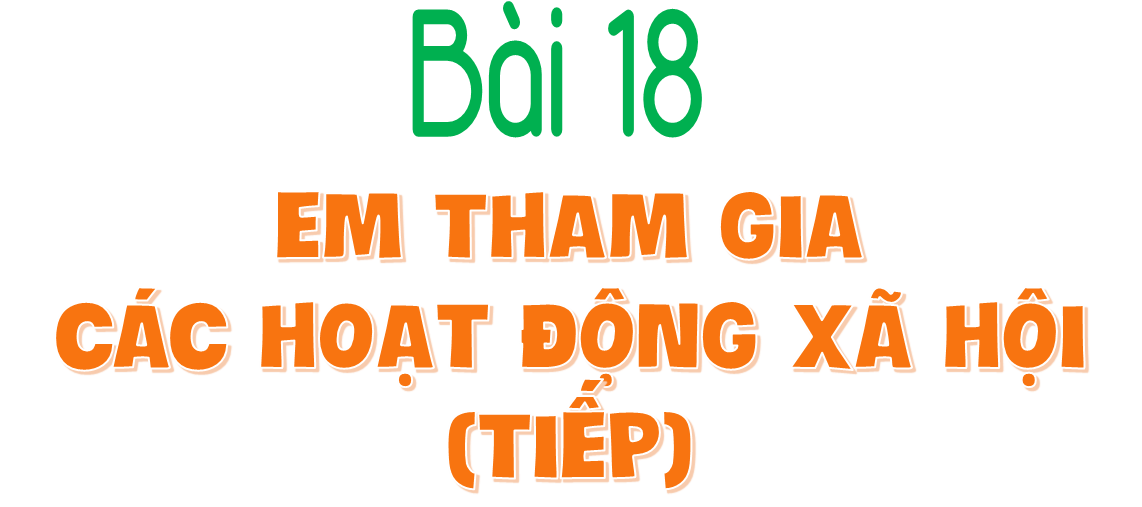 Bài 18
EM THAM GIA
CÁC HOẠT ĐỘNG XÃ HỘI
(TIẾP)